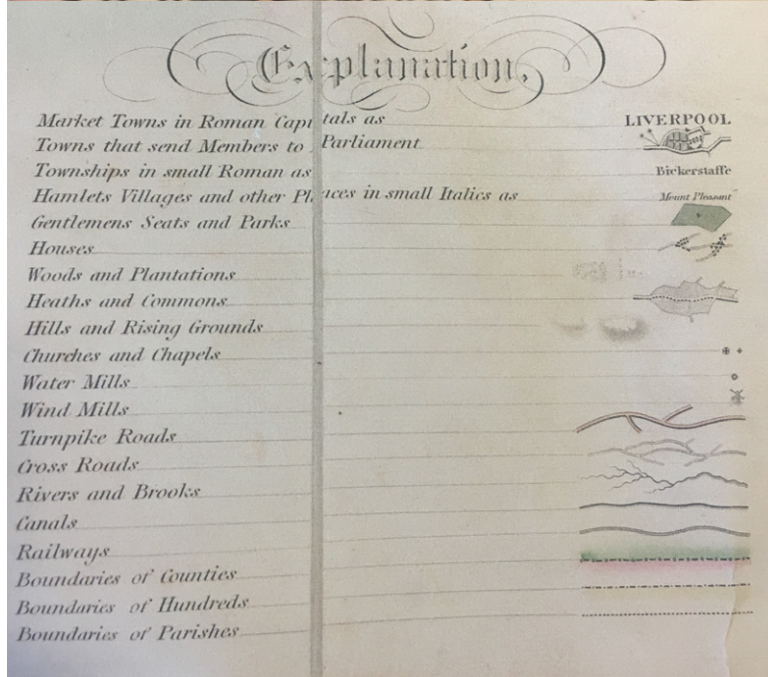 Explanation,
Market Towns in Roman Capitals as LIVERPOOL
Towns that send Members to Parliament
Townships in small Roman as Bickerstaffe
Hamlets Villages and other Places in small Italics as Mount Pleasant
Gentlemens Seats and Parks
Houses
Woods and Plantations
Heaths and Commons
Hills and Rising Grounds
Churches and Chapels
Water Mills
Wind Mills
Turnpike Roads
Cross Roads
Rivers and Brooks
Canals
Railways
Boundaries of Counties
Boundaries of Hundreds
Boundaries of Parishes